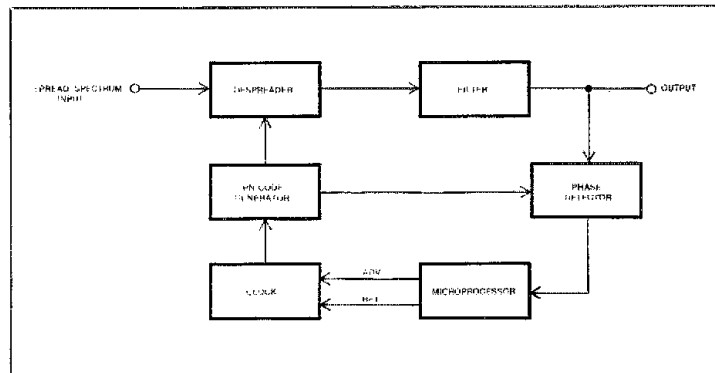 SPREAD SPECTRUM
INPUT
DESPREADER
FILTER
OUTPUT
PN CODE
GENERATOR
PHASE
DETECTOR
CLOCK
ADV
RET
MICROPROCESSOR